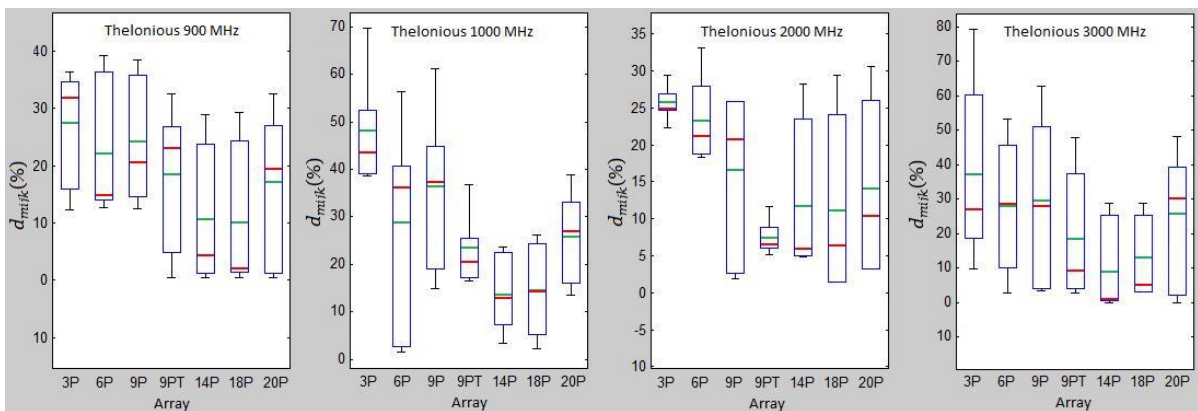 Thelonious 900 MHz
d_mijk(%)
40
30
20
10
0
10
3P 6P 9P 9PT 14P 18P 20P
Array
Thelonious 1000 MHz
d_mijk(%)
70
60
50
40
30
20
10
0
3P 6P 9P 9PT 14P 18P 20P
Array
Thelonious 2000 MHz
d_mijk(%)
35
30
25
20
15
10
5
0
-5
10
3P 6P 9P 9PT 14P 18P 20P
Array
Thelonious 3000 MHz
d_mijk(%)
80
70
60
50
40
30
20
10
0
10
3P 6P 9P 9PT 14P 18P 20P
Array